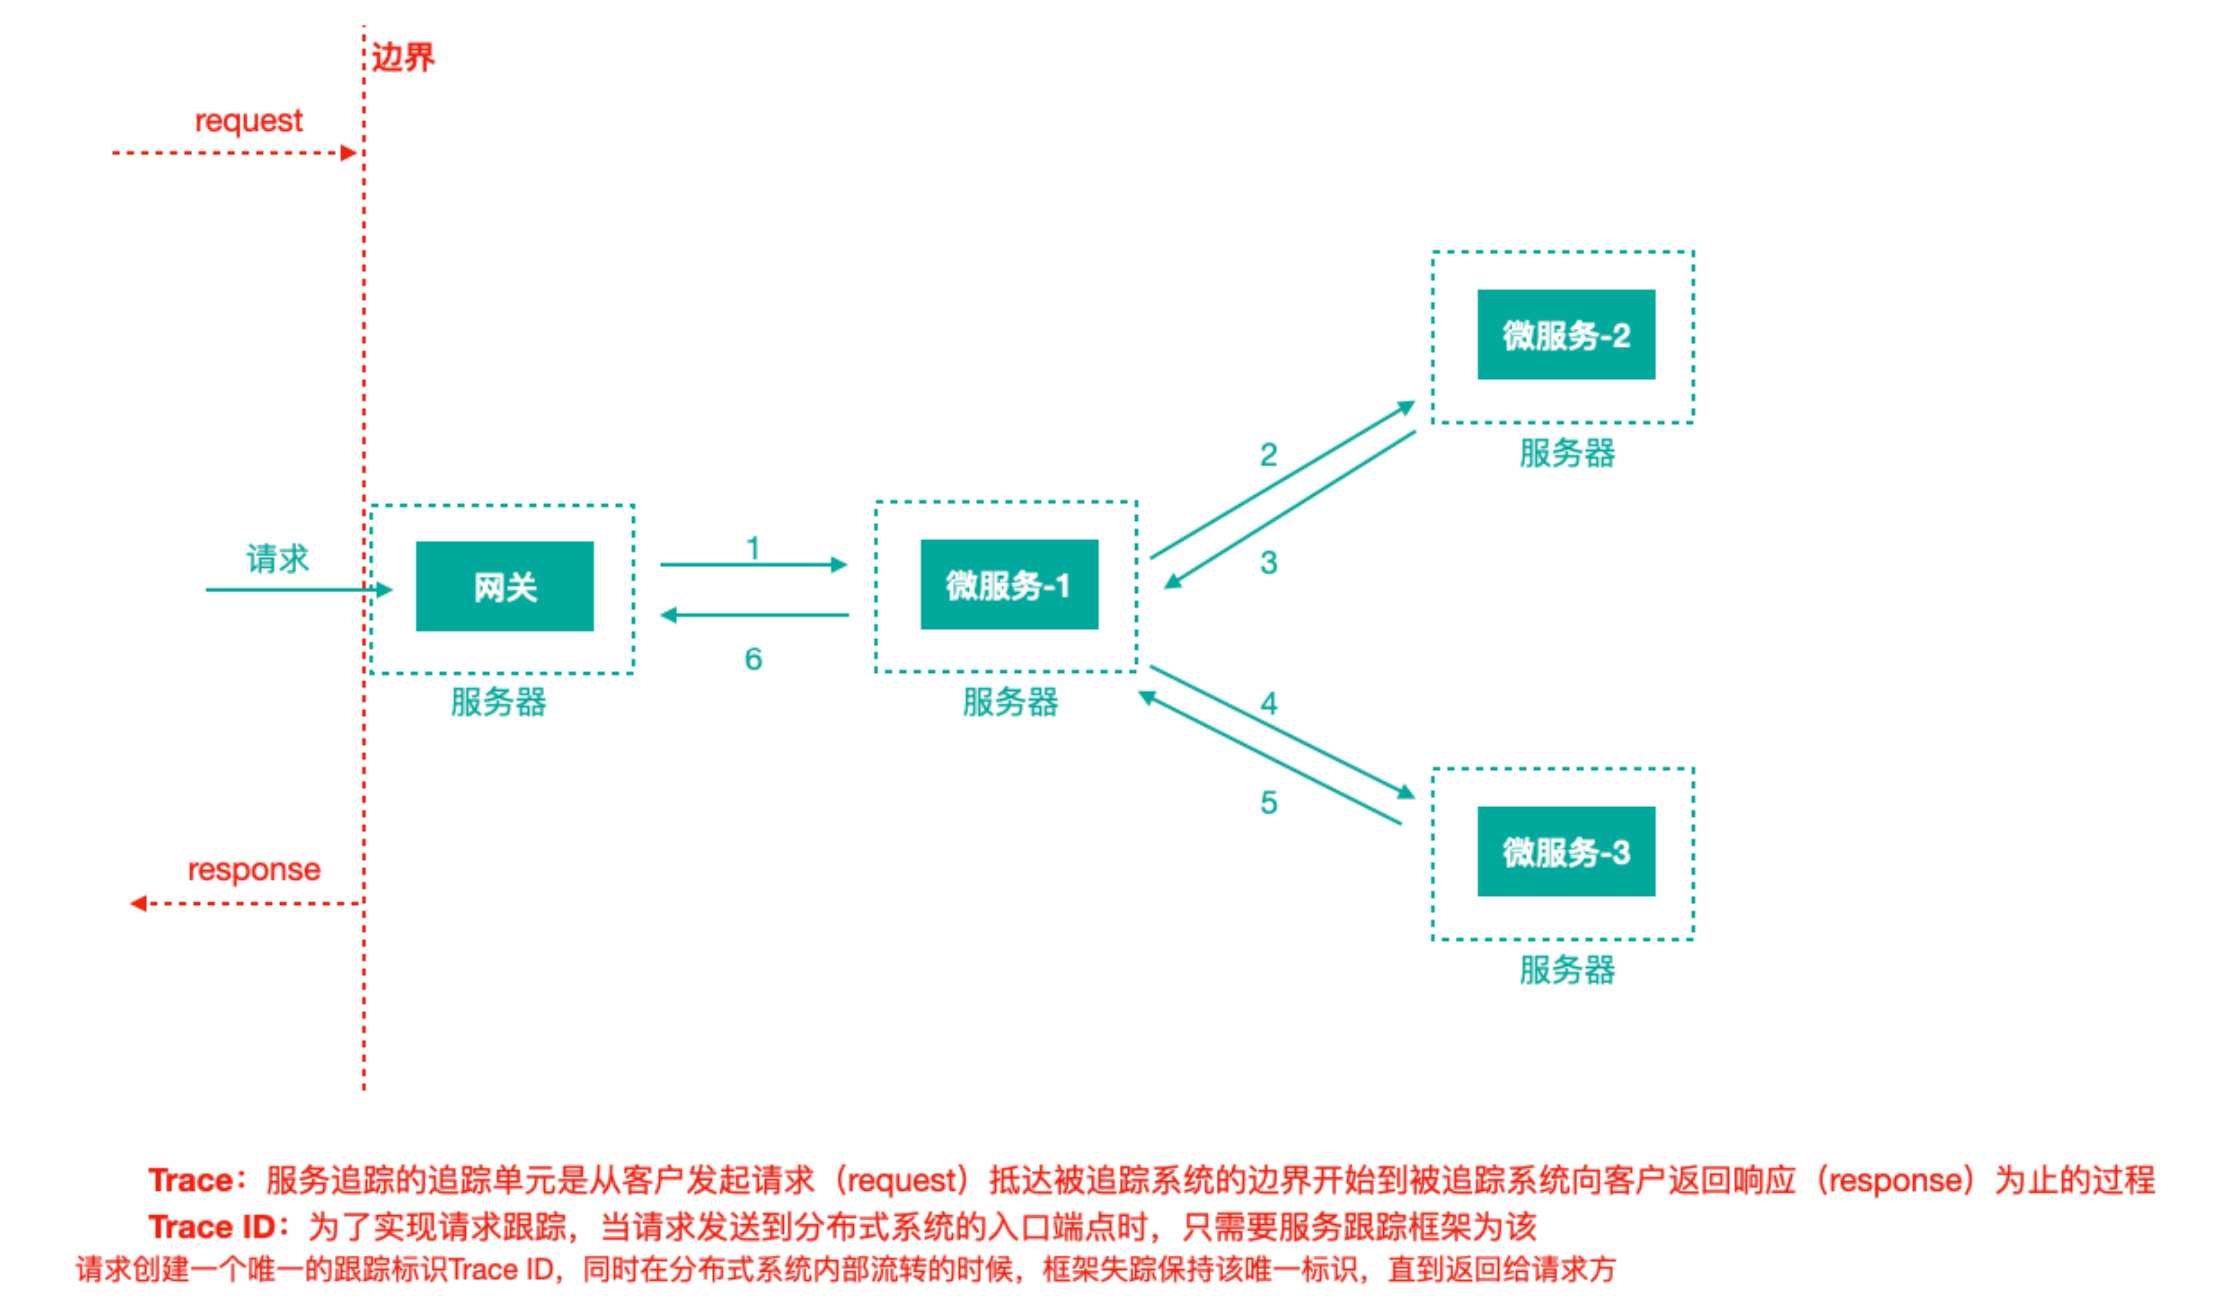 边界
request
微服务-2
服务器
2
3
请求
网关
服务器
1
6
微服务-1
服务器
4
5
微服务-3
服务器
response
Trace：服务追踪的追踪单元是从客户发起请求（request）抵达被追踪系统的边界开始到被追踪系统向客户返回响应（response）为止的过程
Trace ID：为了实现请求跟踪，当请求发送到分布式系统的入口端点时，只需要服务跟踪框架为该
请求创建一个唯一的跟踪标识Trace ID，同时在分布式系统内部流转的时候，框架失踪保持该唯一标识，直到返回给请求方